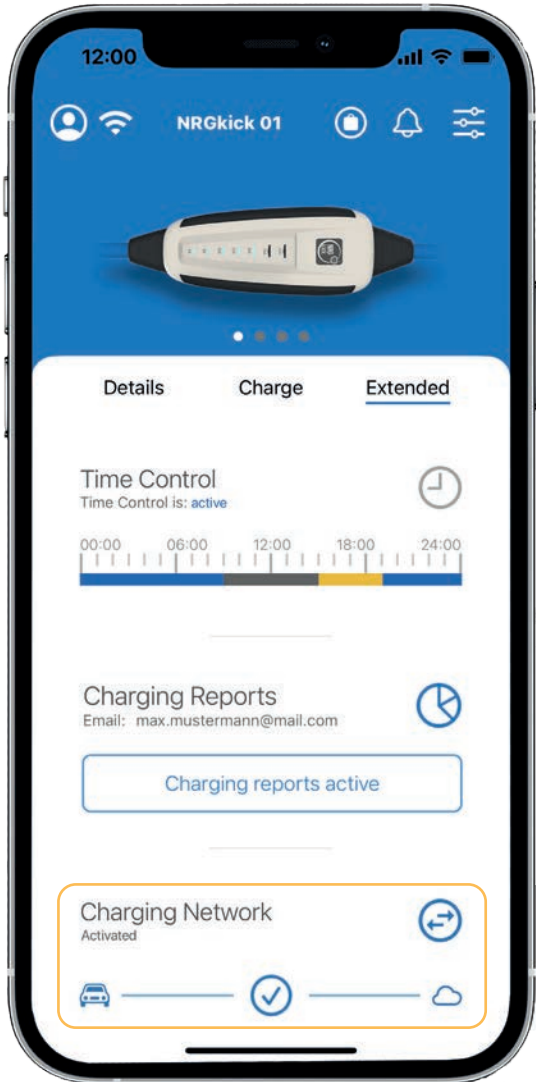 12:00
NRGkick 01
Details Charge Extended
Time Control
Time Control is: active
00:00 06:00 12:00 18:00 24:00
Charging Reports
Email: max.mustermann@mail.com
Charging reports active
Charging Network
Activated